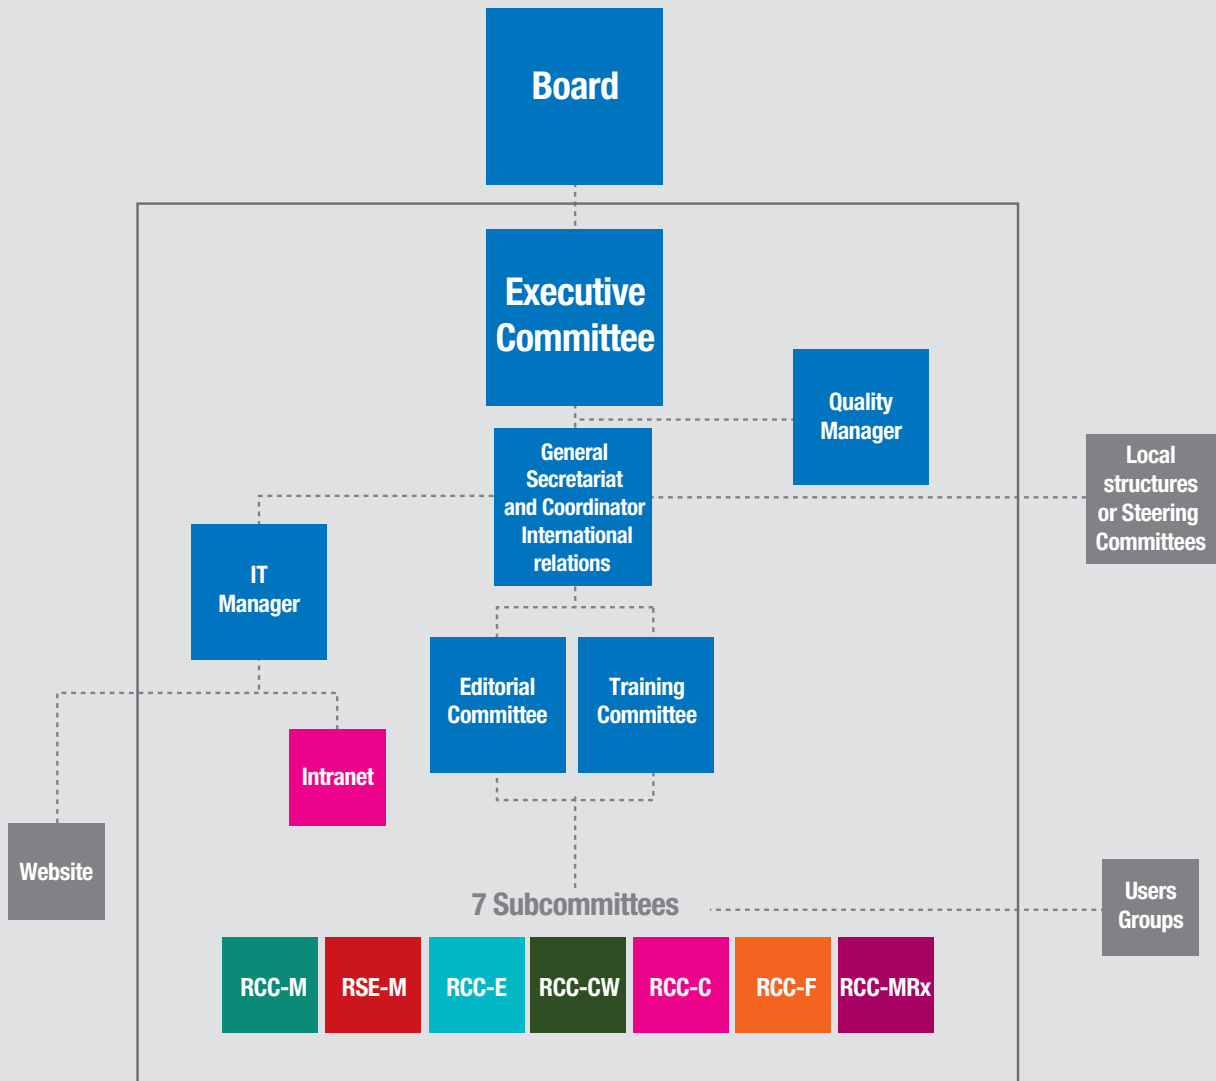 Board
Executive
Committee
Quality
Manager
General
Secretariat
and Coordinator
International
relations
Local
structures
or Steering
Committees
IT
Manager
Editorial
Committee
Training
Committee
Intranet
Website
7 Subcommittees
Users
Groups
RCC-M
RSE-M
RCC-E
RCC-CW
RCC-C
RCC-F
RCC-MRx